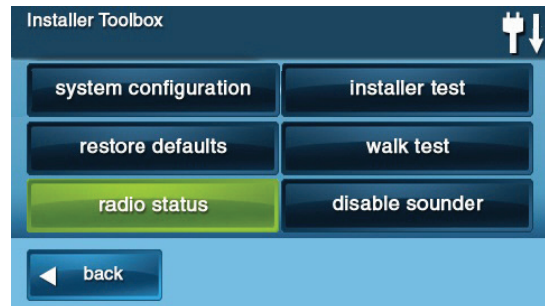 Installer Toolbox
system configuration
installer test
restore defaults
walk test
radio status
disable sounder
back